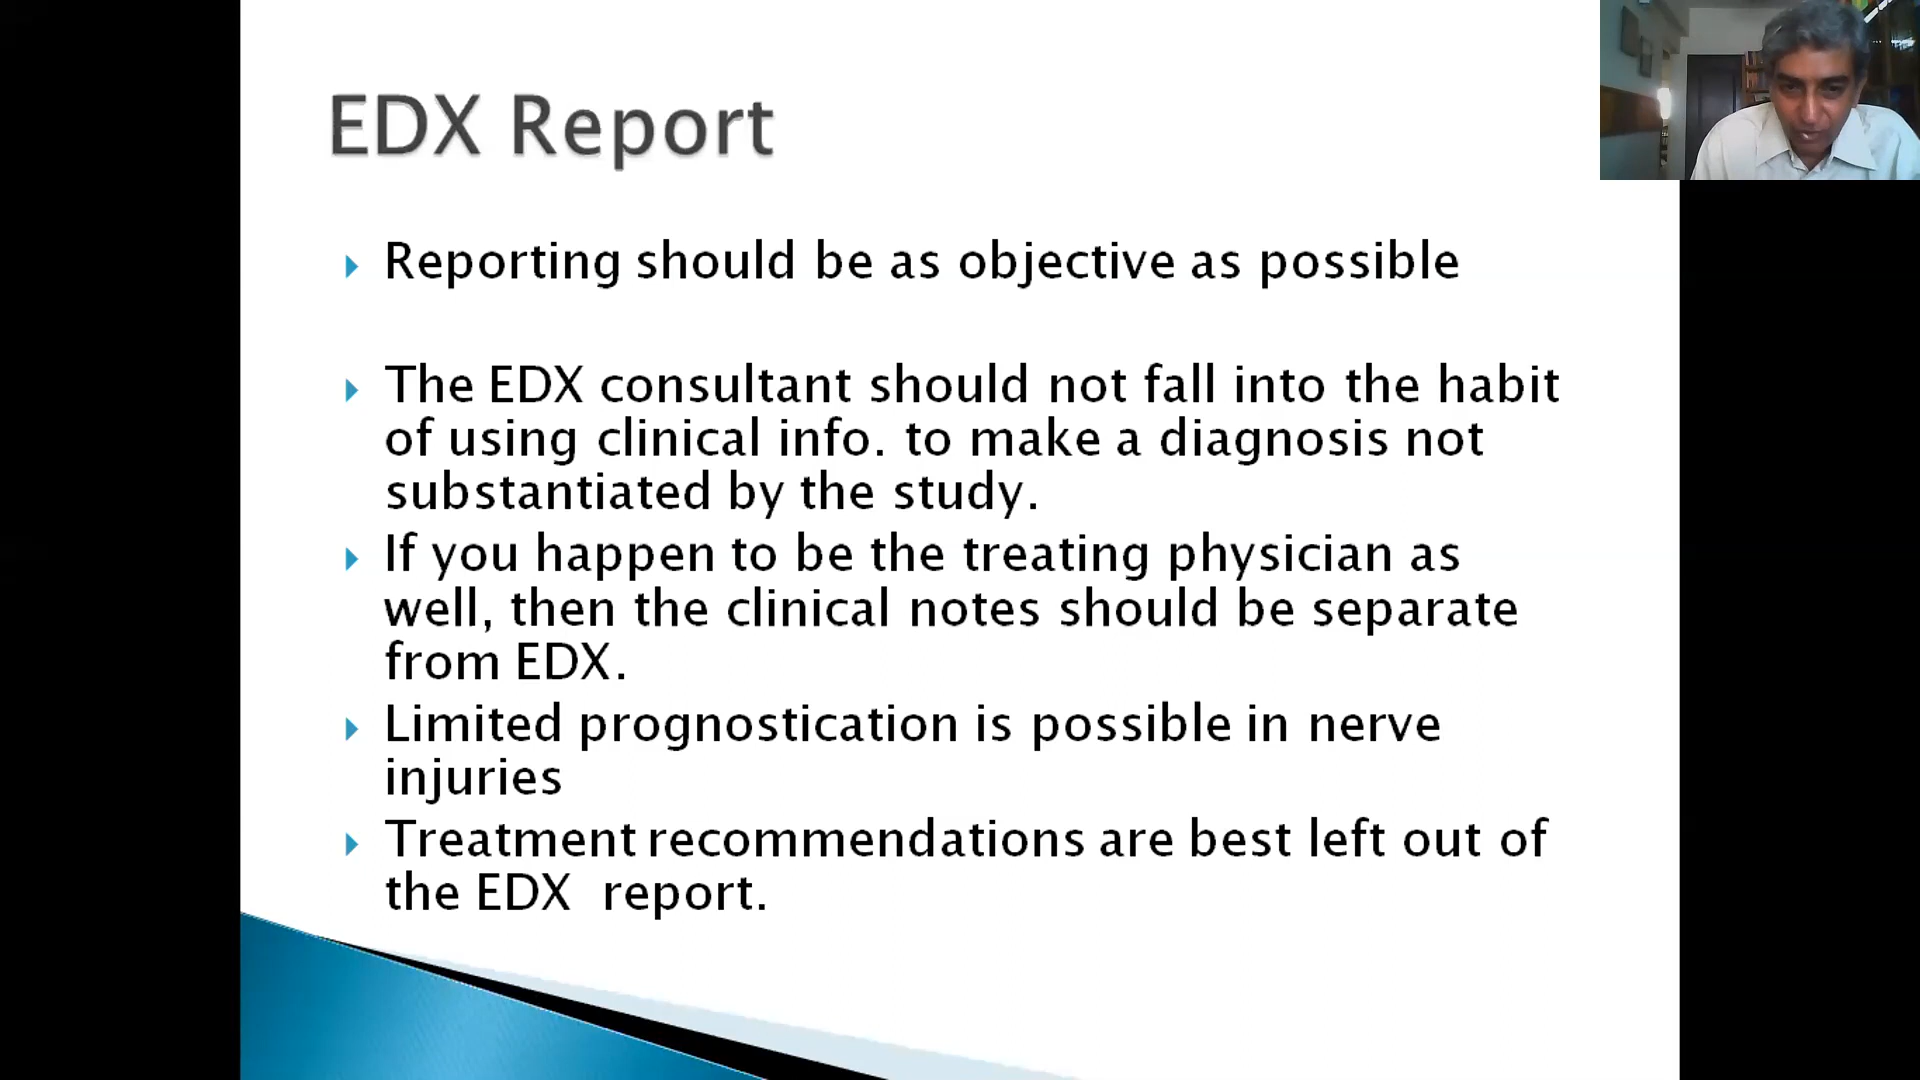 EDX Report
Reporting should be as objective as possible
The EDX consultant should not fall into the habit
of using clinical info. to make a diagnosis not
substantiated by the study.
If you happen to be the treating physician as
well, then the clinical notes should be separate
from EDX.
Limited prognostication is possible in nerve
injuries
Treatment recommendations are best left out of
the EDX  report.